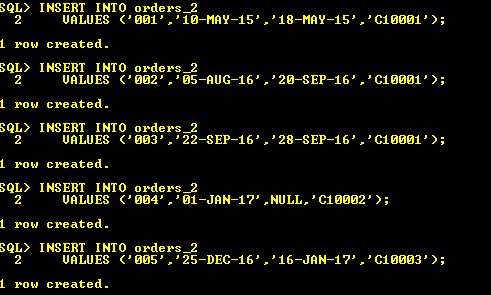 SQL> INSERT INTO orders_2
2 VALUES ('001','10-MAY-15','18-MAY-15','C10001');
1 row created.
SQL> INSERT INTO orders_2
2 VALUES ('002','05-AUG-16','20-SEP-16','C10001');
1 row created.
SQL> INSERT INTO orders_2
2 VALUES ('003','22-SEP-16','28-SEP-16','C10001');
1 row created.
SQL> INSERT INTO orders_2
2 VALUES ('004','01-JAN-17',NULL,'C10002');
1 row created.
SQL> INSERT INTO orders_2
2 VALUES ('005','25-DEC-16','16-JAN-17','C10003');
1 row created.